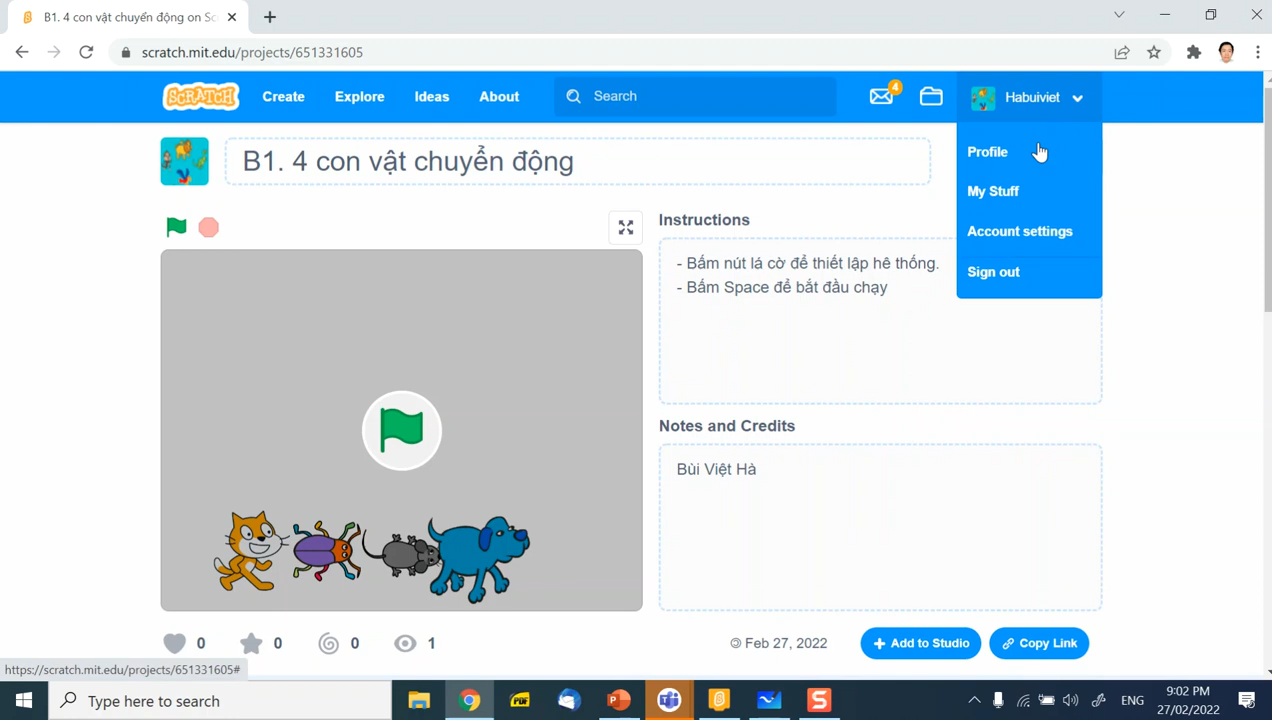 B1. 4 con vật chuyển động on Sc
scratch.mit.edu/projects/651331605
SCRATCH
Create
Explore
Ideas
About
Search
4
Habuiviet
Profile
My Stuff
Account settings
Sign out
B1. 4 con vật chuyển động
Instructions
- Bấm nút lá cờ để thiết lập hê thống.
- Bấm Space để bắt đầu chạy
Notes and Credits
Bùi Việt Hà
0
0
0
1
© Feb 27, 2022
Add to Studio
Copy Link
https://scratch.mit.edu/projects/651331605#
Type here to search
PDF
ENG
9:02 PM
27/02/2022